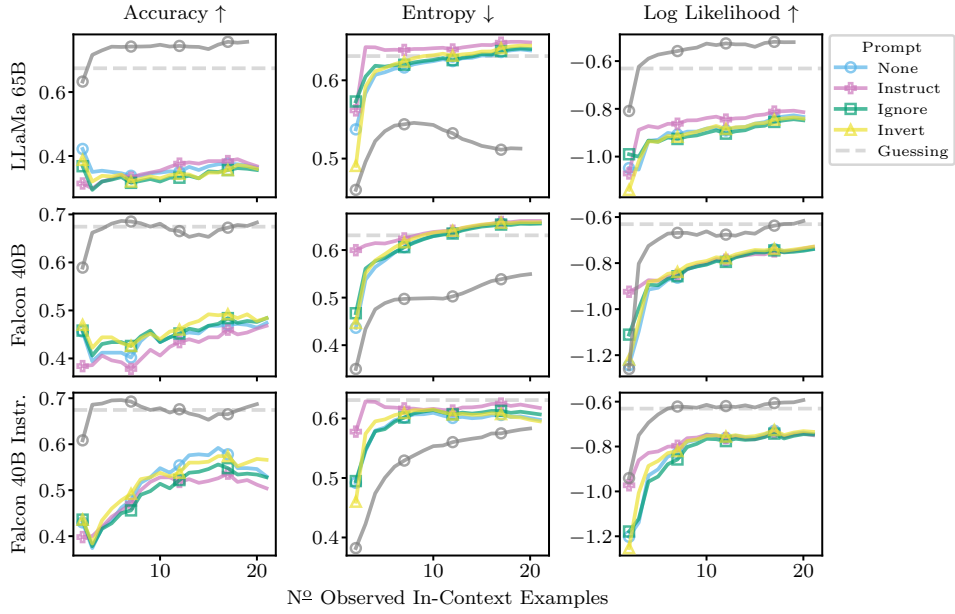 Accuracy ↑ Entropy ↓ Log Likelihood ↑
LLaMa 65B
0.6
0.4
0.6
0.5
−0.6
−0.8
−1.0
Prompt
None
Instruct
Ignore
Invert
Guessing
Falcon 40B
0.7
0.6
0.5
0.4
0.6
0.5
0.4
−0.6
−0.8
−1.0
−1.2
Falcon 40B Instr.
0.7
0.6
0.5
0.4
0.6
0.5
0.4
−0.6
−0.8
−1.0
−1.2
10 20 10 20 10 20
Nº Observed In-Context Examples